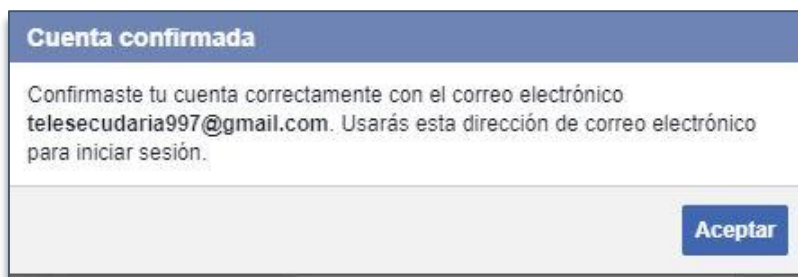 Cuenta confirmada
Confirmaste tu cuenta correctamente con el correo electrónico
telesecudaria997@gmail.com. Usarás esta dirección de correo electrónico
para iniciar sesión.
Aceptar